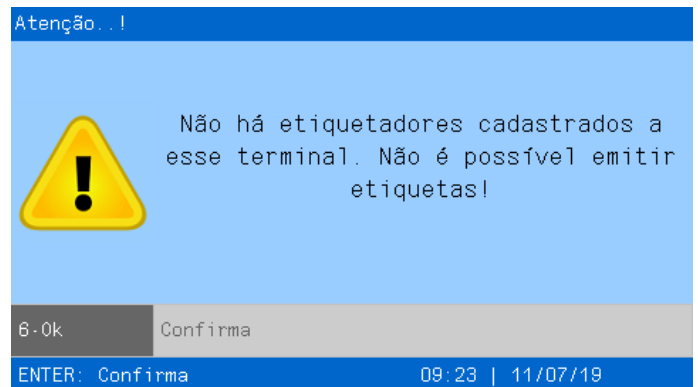 Atenção..!
Não há etiquetadores cadastrados a
esse terminal. Não é possível emitir
etiquetas!
6-Ok Confirma
ENTER: Confirma 09:23 | 11/07/19